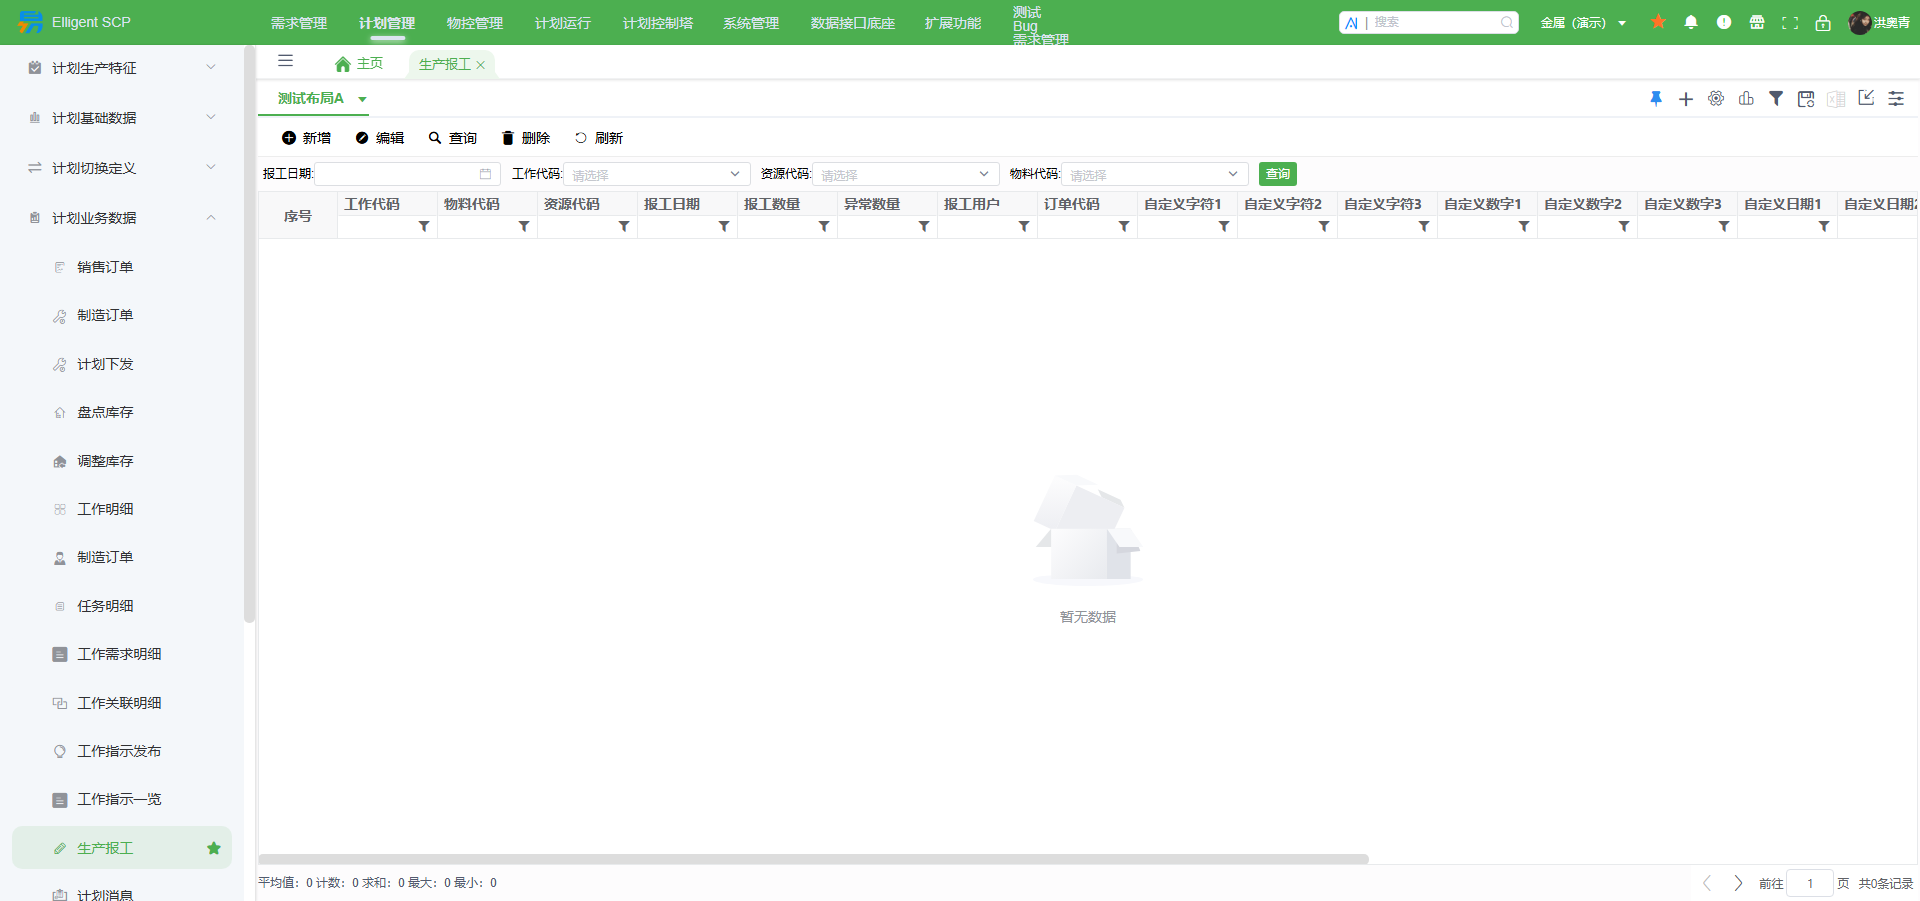 Elligent SCP
需求管理 计划管理 物控管理 计划运行 计划控制塔 系统管理 数据接口底座 扩展功能
测试
Bug
需求管理
AI | 搜索
金属（演示）
洪奥青
计划生产特征
计划基础数据
计划切换定义
计划业务数据
销售订单
制造订单
计划下发
盘点库存
调整库存
工作明细
制造订单
任务明细
工作需求明细
工作关联明细
工作指示发布
工作指示一览
生产报工
计划消息
主页 生产报工
测试布局A
新增 编辑 查询 删除 刷新
报工日期: 工作代码: 请选择 资源代码: 请选择 物料代码: 请选择 查询
序号 工作代码 物料代码 资源代码 报工日期 报工数量 异常数量 报工用户 订单代码 自定义字符1 自定义字符2 自定义字符3 自定义数字1 自定义数字2 自定义数字3 自定义日期1 自定义日期2
暂无数据
平均值：0 计数：0 求和：0 最大：0 最小：0
前往 1 页 共0条记录